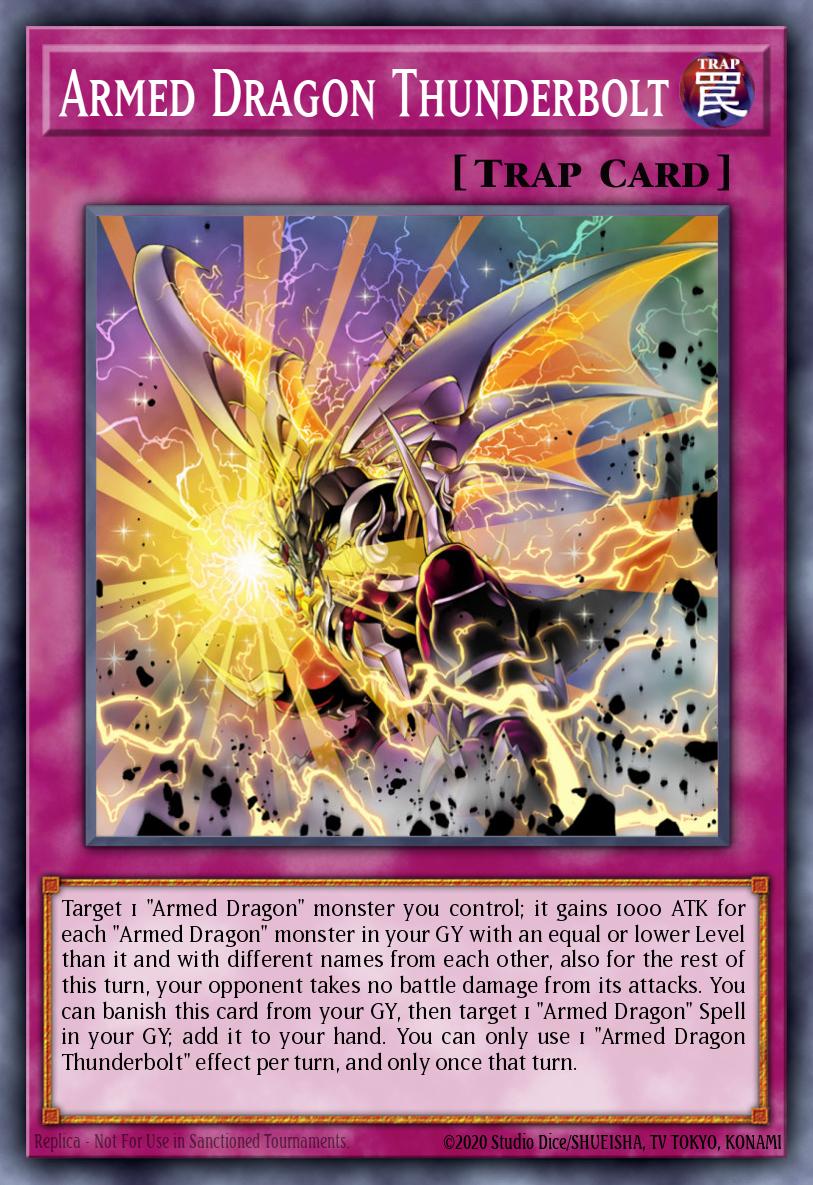 Armed Dragon Thunderbolt
TRAP
罠
[Trap Card]
Target 1 "Armed Dragon" monster you control; it gains 1000 ATK for
each "Armed Dragon" monster in your GY with an equal or lower Level
than it and with different names from each other, also for the rest of
this turn, your opponent takes no battle damage from its attacks. You
can banish this card from your GY, then target 1 "Armed Dragon" Spell
in your GY; add it to your hand. You can only use 1 "Armed Dragon
Thunderbolt" effect per turn, and only once that turn.
Replica - Not For Use in Sanctioned Tournaments.
©2020 Studio Dice/SHUEISHA, TV TOKYO, KONAMI